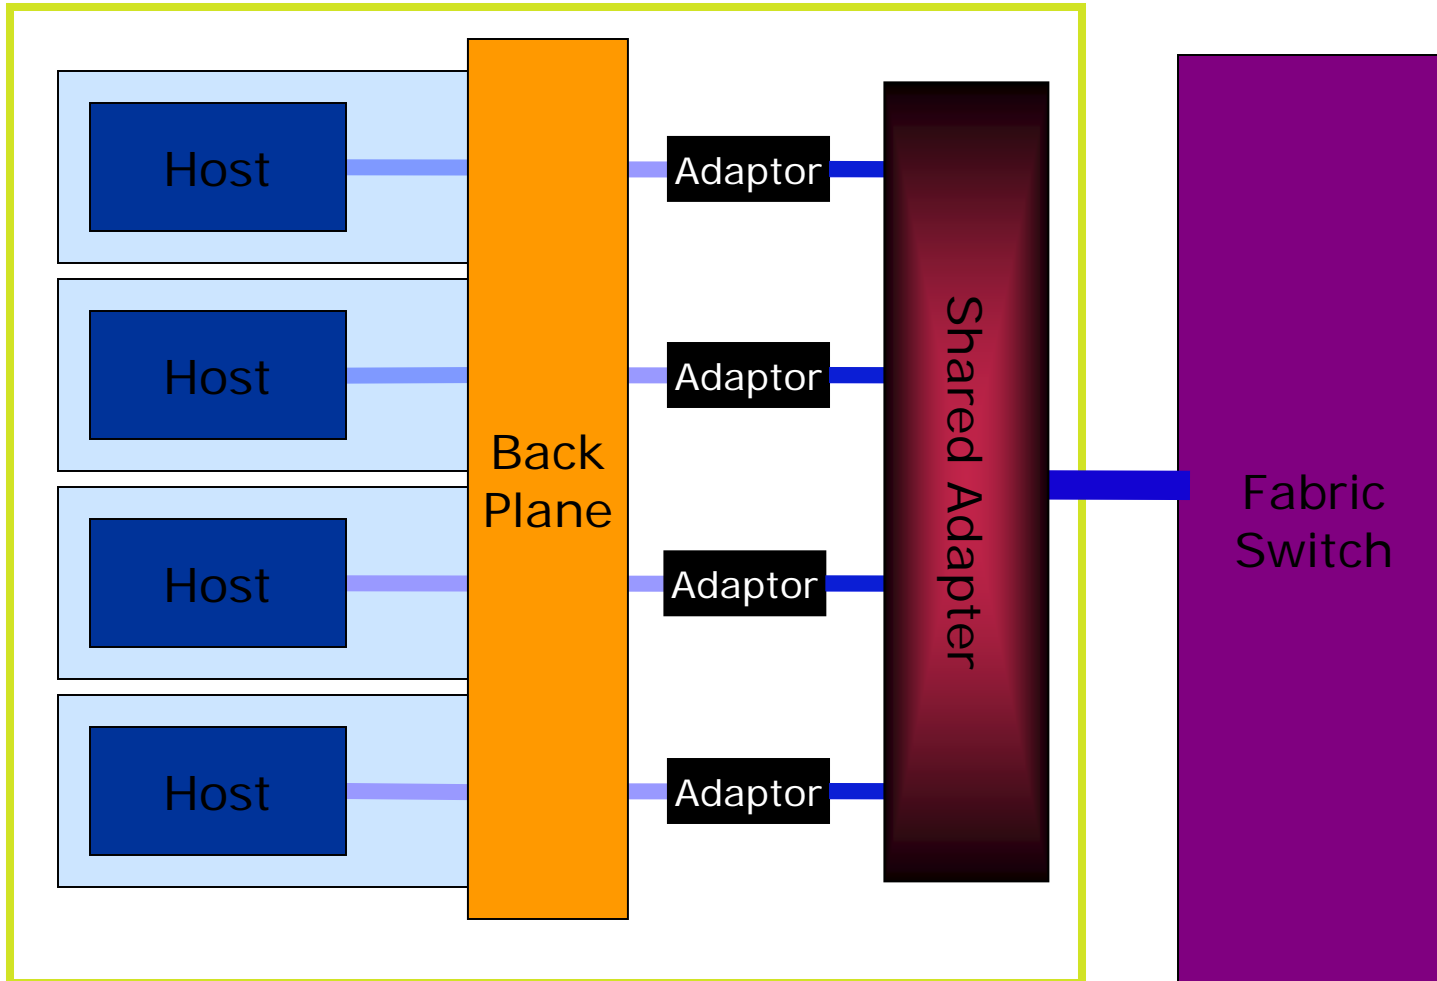 Host
Host
Host
Host
Back
Plane
Adaptor
Adaptor
Adaptor
Adaptor
Shared Adapter
Fabric
Switch